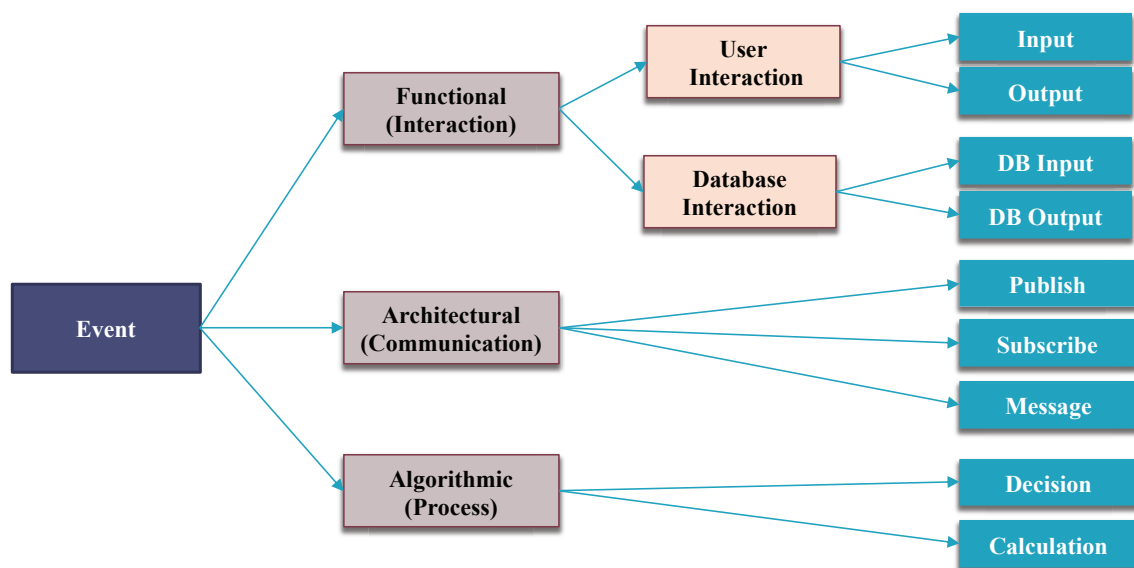 Event
Functional
(Interaction)
Architectural
(Communication)
Algorithmic
(Process)
User
Interaction
Database
Interaction
Input
Output
DB Input
DB Output
Publish
Subscribe
Message
Decision
Calculation